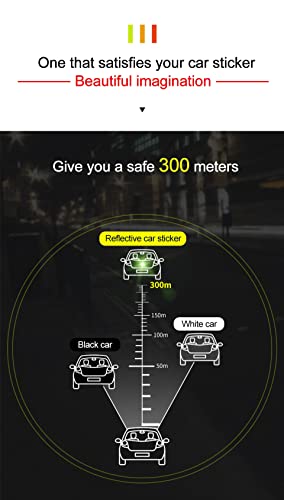 One that satisfies your car sticker
Beautiful imagination
Give you a safe 300 meters
Reflective car sticker
300m
150m
White car
100m
Black car
50m